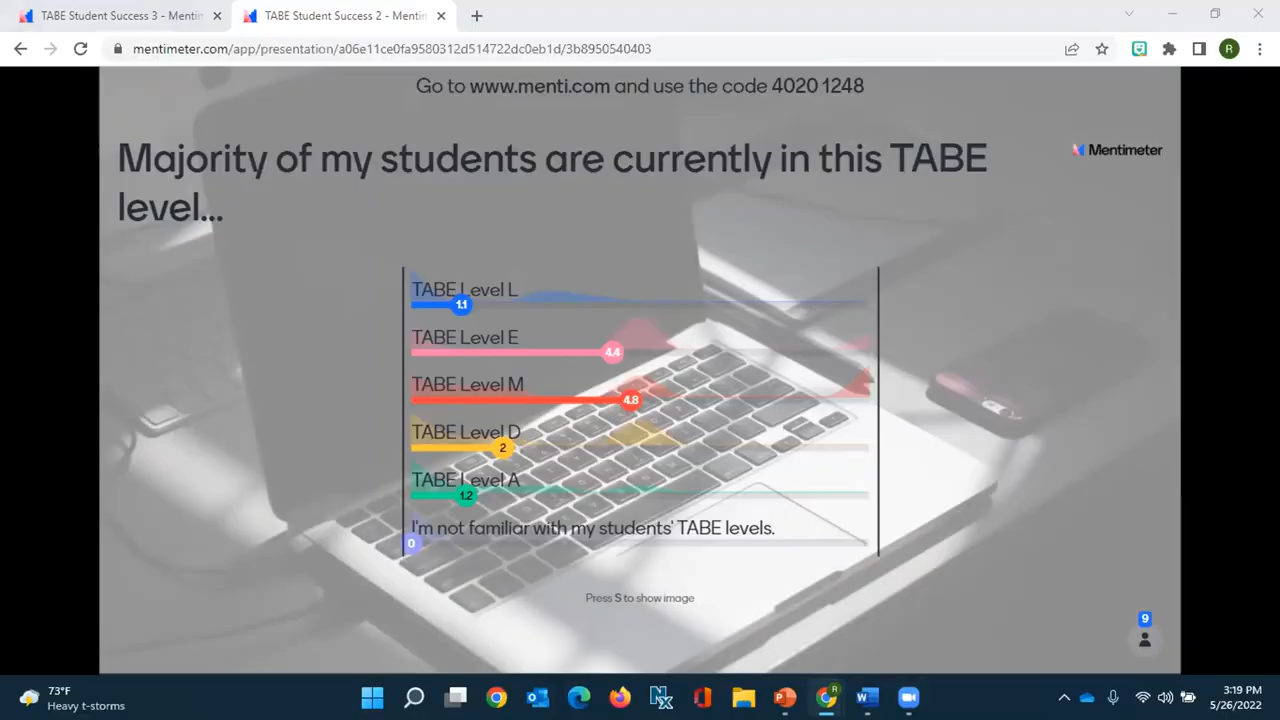 TABE Student Success 3 - Mentim
TABE Student Success 2 - Mentim
mentimeter.com/app/presentation/a06e11ce0fa9580312d514722dc0eb1d/3b8950540403
R
Go to www.menti.com and use the code 4020 1248
Majority of my students are currently in this TABE
level...
Mentimeter
TABE Level L
1.1
TABE Level E
4.4
TABE Level M
4.8
TABE Level D
2
TABE Level A
1.2
I'm not familiar with my students' TABE levels.
0
Press S to show image
9
73°F
Heavy t-storms
3:19 PM
5/26/2022